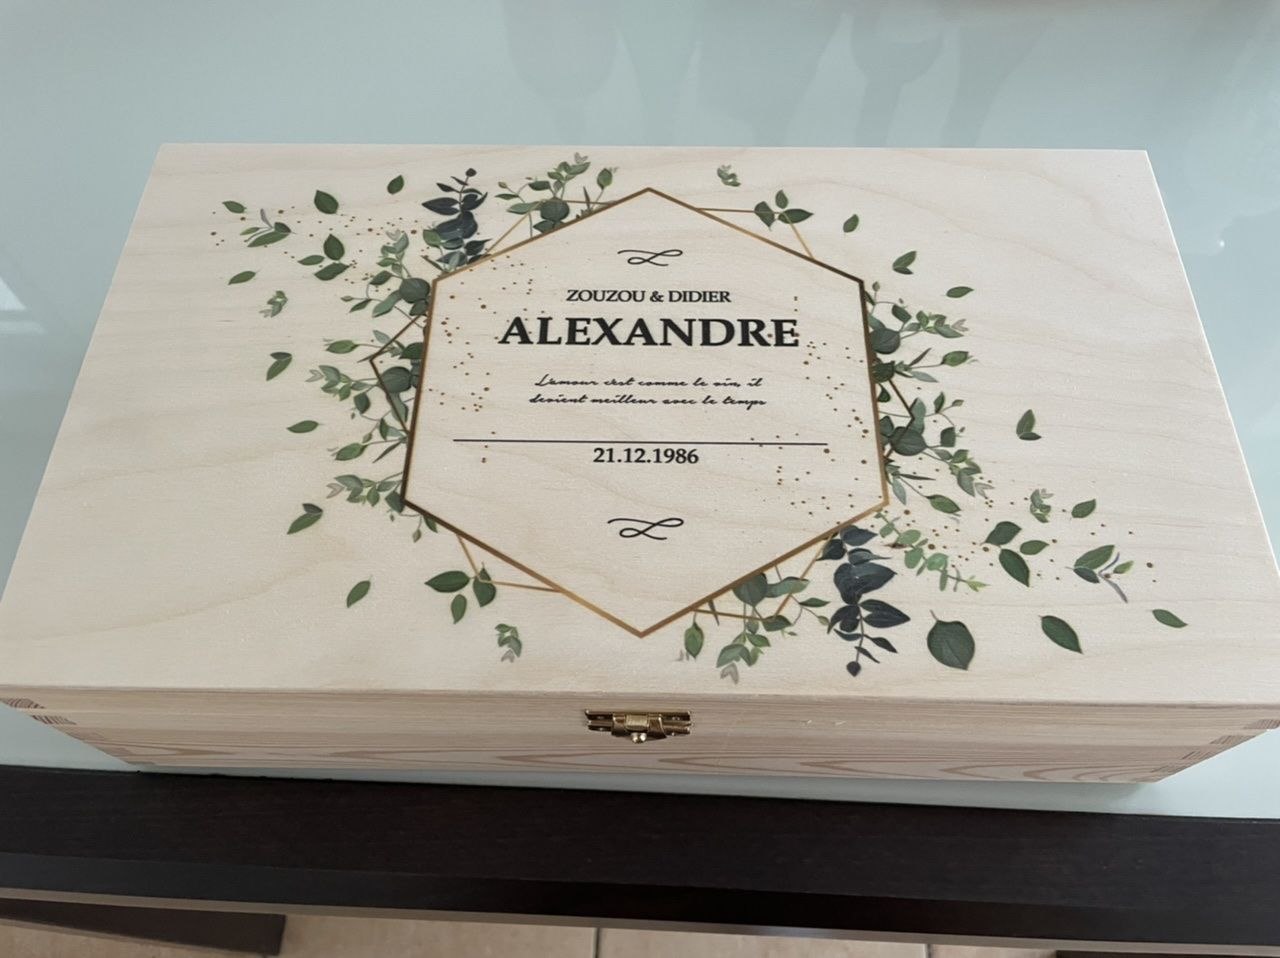 ZOUZOU & DIDIER
ALEXANDRE
L'amour c'est comme le vin, il
devient meilleur avec le temps
21.12.1986